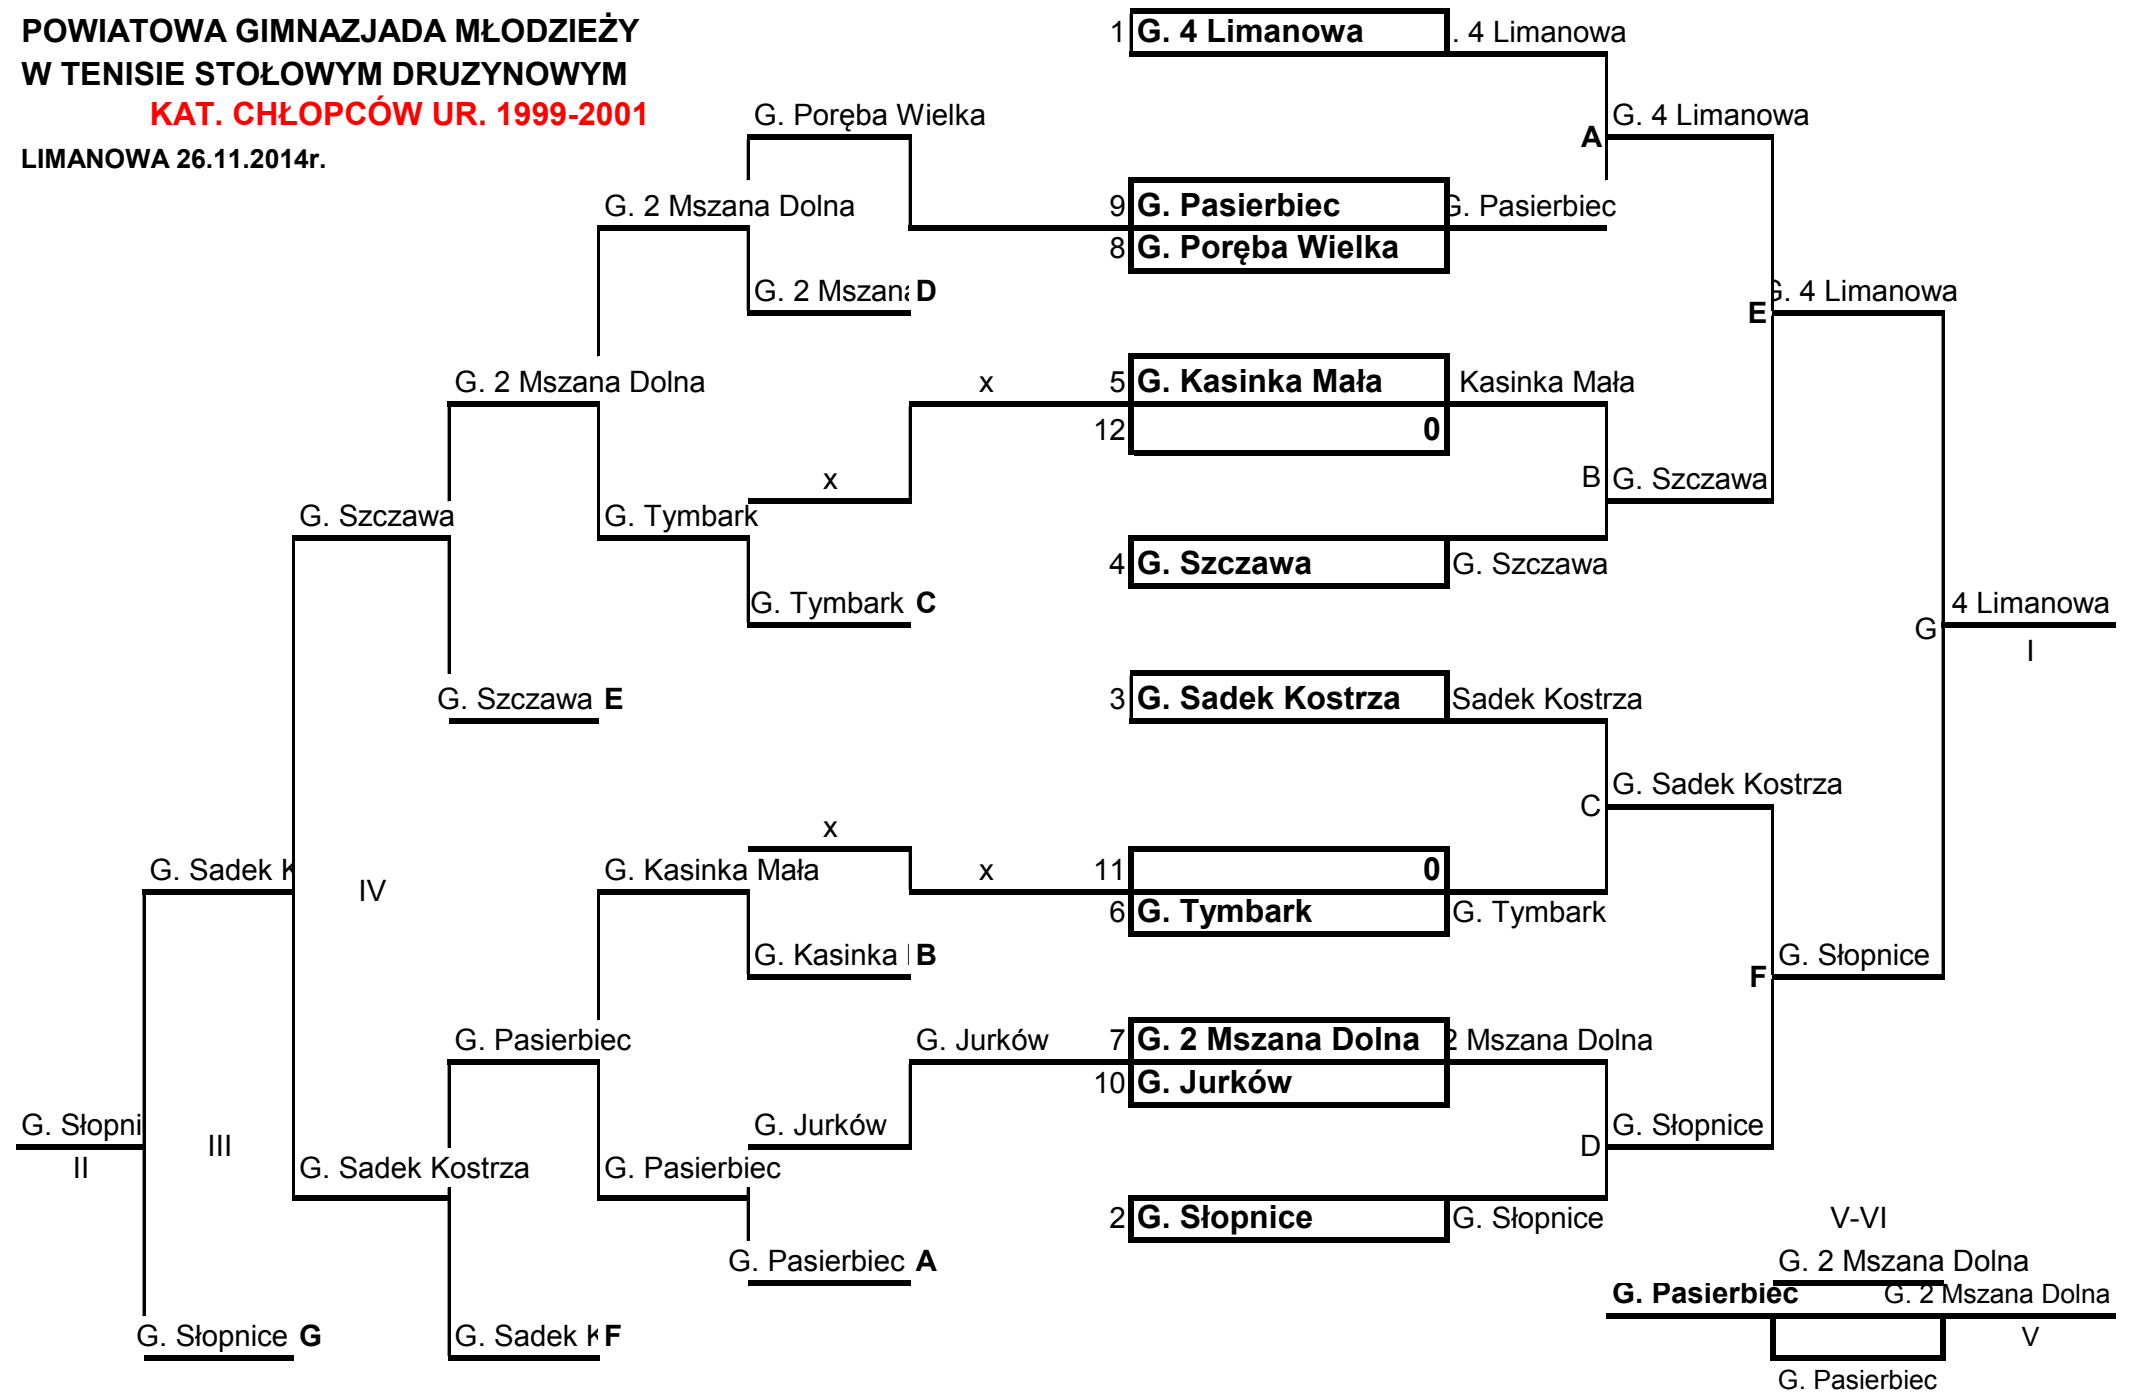 POWIATOWA GIMNAZJADA MŁODZIEŻY
W TENISIE STOŁOWYM DRUZYNOWYM
KAT. CHŁOPCÓW UR. 1999-2001
LIMANOWA 26.11.2014r.
1 G. 4 Limanowa . 4 Limanowa
G. Poręba Wielka
A G. 4 Limanowa
G. 2 Mszana Dolna
9 G. Pasierbiec G. Pasierbiec
8 G. Poręba Wielka
G. 2 Mszana D
E G. 4 Limanowa
G. 2 Mszana Dolna
x
5 G. Kasinka Mała Kasinka Mała
12 0
x
B G. Szczawa
G. Szczawa
G. Tymbark
4 G. Szczawa G. Szczawa
G. Tymbark C
4 Limanowa
G
I
G. Szczawa E
3 G. Sadek Kostrza Sadek Kostrza
G. Sadek Kostrza
C
x
G. Sadek K
IV
G. Kasinka Mała
x
11 0
6 G. Tymbark G. Tymbark
G. Kasinka B
F G. Słopnice
G. Pasierbiec
G. Jurków
7 G. 2 Mszana Dolna 2 Mszana Dolna
10 G. Jurków
G. Słopni
II
III
G. Jurków
D G. Słopnice
G. Sadek Kostrza
G. Pasierbiec
2 G. Słopnice G. Słopnice
V-VI
G. Pasierbiec A
G. 2 Mszana Dolna
G. Pasierbiec G. 2 Mszana Dolna
G. Słopnice G
G. Sadek K F
V
G. Pasierbiec